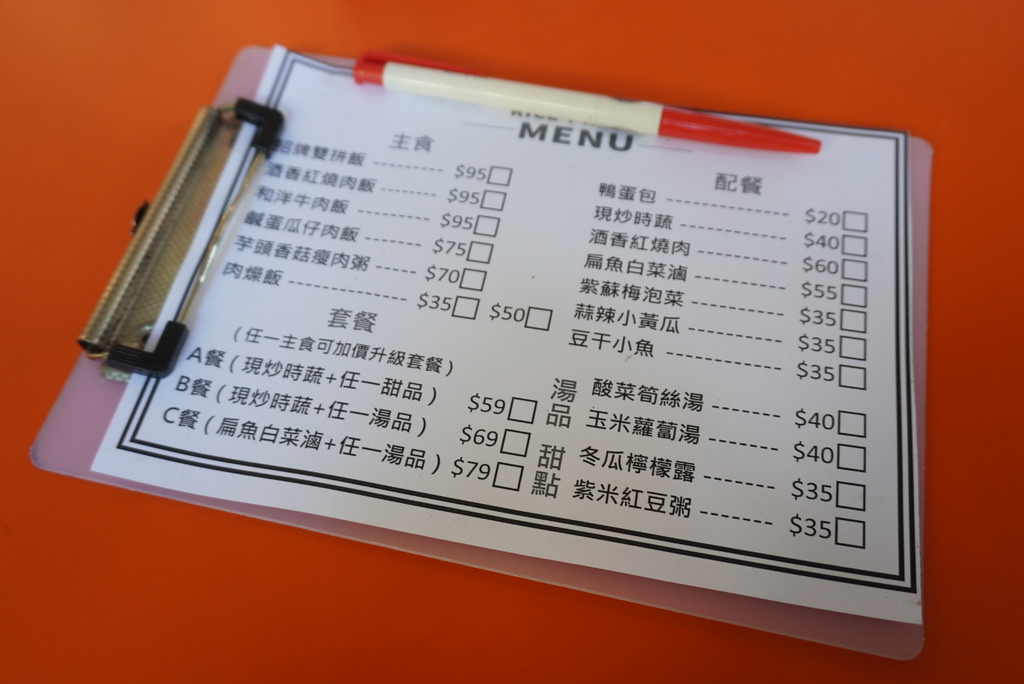 MENU
主食
招牌雙拼飯 -------- $95
酒香紅燒肉飯 ------- $95
和洋牛肉飯 --------- $95
鹹蛋瓜仔肉飯 ------ $75
芋頭香菇瘦肉粥 ----- $70
肉燥飯 --------------- $35 $50
套餐
(任一主食可加價升級套餐)
A餐(現炒時蔬+任一甜品) $59
B餐(現炒時蔬+任一湯品) $69
C餐(扁魚白菜滷+任一湯品) $79
配餐
鴨蛋包 --------------- $20
現炒時蔬 ------------- $40
酒香紅燒肉 ----------- $60
扁魚白菜滷 ----------- $55
紫蘇梅泡菜 ----------- $35
蒜辣小黃瓜 ----------- $35
豆干小魚 ------------- $35
湯品
酸菜筍絲湯 -------- $40
玉米蘿蔔湯 -------- $40
甜點
冬瓜檸檬露 -------- $35
紫米紅豆粥 -------- $35